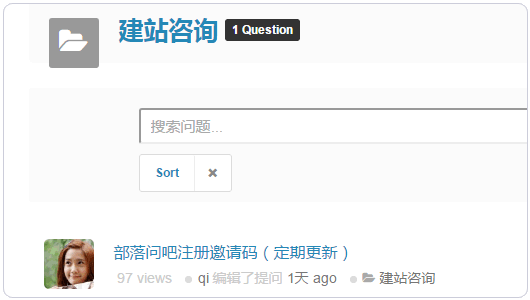 建站咨询 1 Question
搜索问题...
Sort ×
部落问吧注册邀请码（定期更新）
97 views qi 编辑了提问 1天 ago 建站咨询